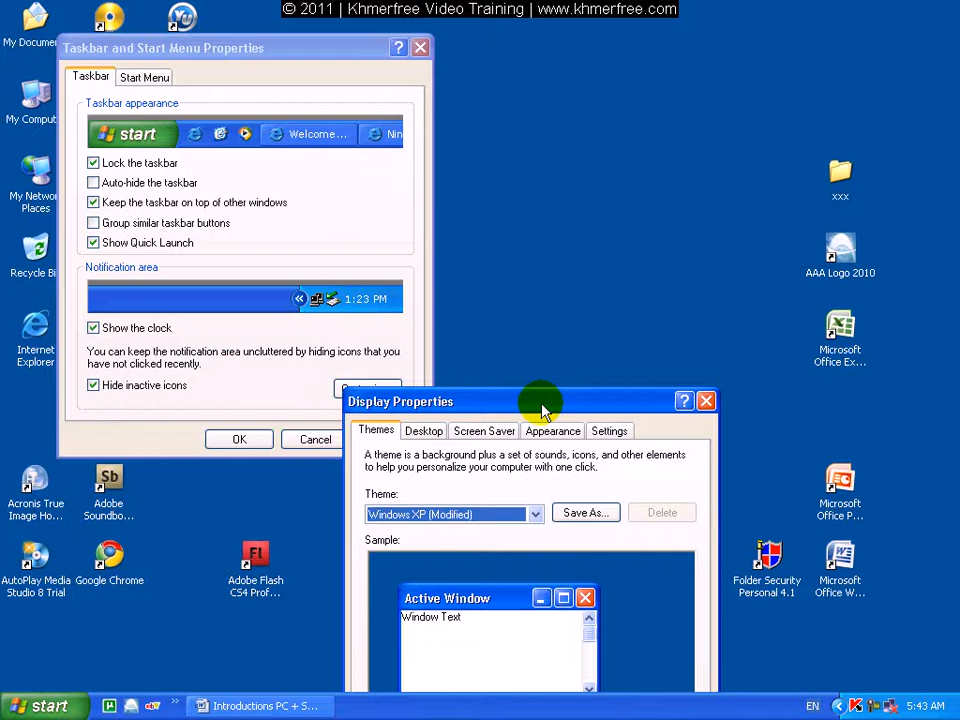 © 2011 | Khmerfree Video Training | www.khmerfree.com
My Docume
Taskbar and Start Menu Properties
Taskbar
Start Menu
Taskbar appearance
start
Welcome...
Nin
Lock the taskbar
Auto-hide the taskbar
Keep the taskbar on top of other windows
Group similar taskbar buttons
Show Quick Launch
Notification area
1:23 PM
Show the clock
You can keep the notification area uncluttered by hiding icons that you
have not clicked recently.
Hide inactive icons
OK
Cancel
My Comput
My Network
Places
Recycle Bi
Internet
Explorer
xxx
AAA Logo 2010
Microsoft
Office Ex...
Display Properties
Themes
Desktop
Screen Saver
Appearance
Settings
A theme is a background plus a set of sounds, icons, and other elements
to help you personalize your computer with one click.
Theme:
Windows XP (Modified)
Save As...
Delete
Sample:
Active Window
Window Text
Acronis True
Image Ho...
Sb
Adobe
Soundbo...
AutoPlay Media
Studio 8 Trial
Google Chrome
Fl
Adobe Flash
CS4 Prof...
Microsoft
Office P...
Folder Security
Personal 4.1
Microsoft
Office W...
start
Introductions PC + S...
EN
5:43 AM